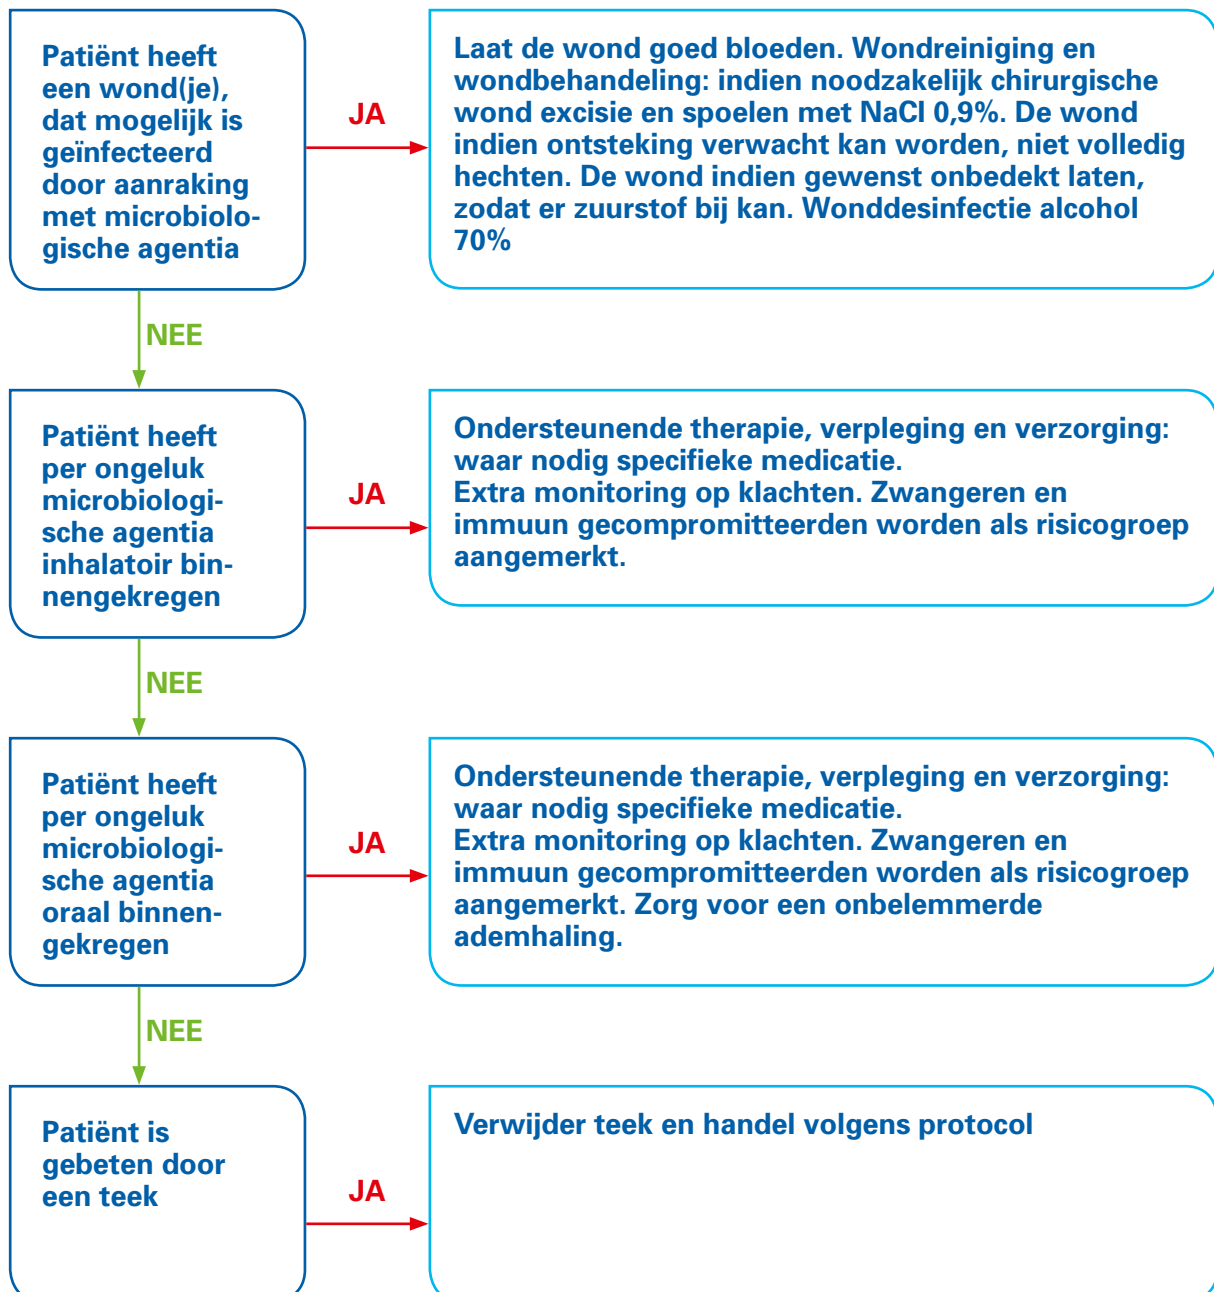 Patiënt heeft
een wond(je),
dat mogelijk is
geïnfecteerd
door aanraking
met microbiolo-
gische agentia
JA
Laat de wond goed bloeden. Wondreiniging en
wondbehandeling: indien noodzakelijk chirurgische
wond excisie en spoelen met NaCl 0,9%. De wond
indien ontsteking verwacht kan worden, niet volledig
hechten. De wond indien gewenst onbedekt laten,
zodat er zuurstof bij kan. Wonddesinfectie alcohol
70%
NEE
Patiënt heeft
per ongeluk
microbiologi-
sche agentia
inhalatoir bin-
nengekregen
JA
Ondersteunende therapie, verpleging en verzorging:
waar nodig specifieke medicatie.
Extra monitoring op klachten. Zwangeren en
immuun gecompromitteerden worden als risicogroep
aangemerkt.
NEE
Patiënt heeft
per ongeluk
microbiologi-
sche agentia
oraal binnen-
gekregen
JA
Ondersteunende therapie, verpleging en verzorging:
waar nodig specifieke medicatie.
Extra monitoring op klachten. Zwangeren en
immuun gecompromitteerden worden als risicogroep
aangemerkt. Zorg voor een onbelemmerde
ademhaling.
NEE
Patiënt is
gebeten door
een teek
JA
Verwijder teek en handel volgens protocol